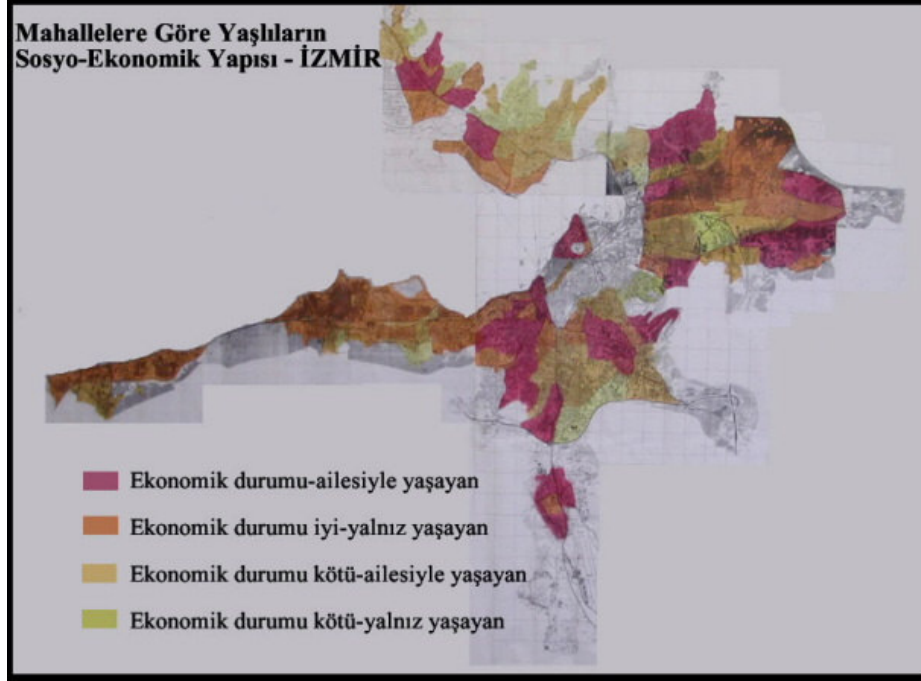 Mahallelere Göre Yaşlıların
Sosyo-Ekonomik Yapısı - İZMİR
Ekonomik durumu-ailesiyle yaşayan
Ekonomik durumu iyi-yalnız yaşayan
Ekonomik durumu kötü-ailesiyle yaşayan
Ekonomik durumu kötü-yalnız yaşayan